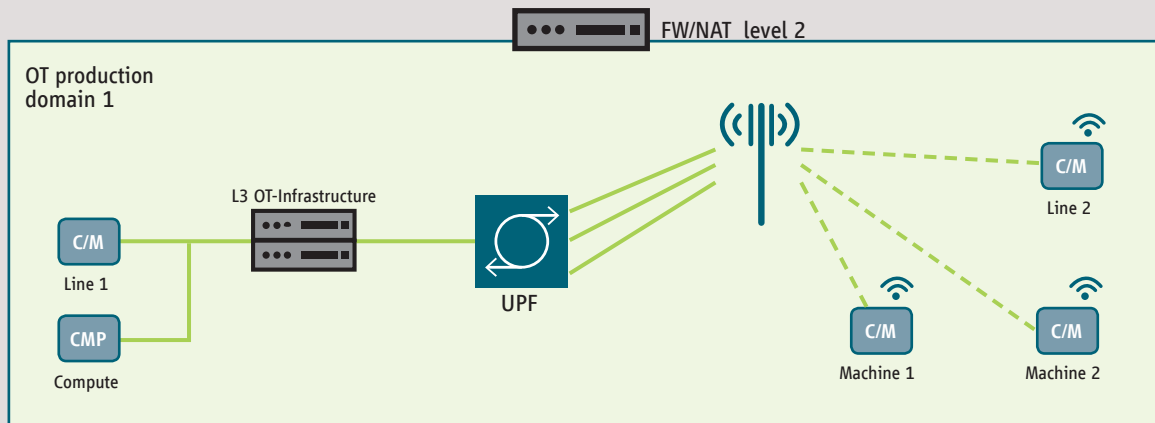 FW/NAT level 2
OT production
domain 1
L3 OT-Infrastructure
C/M
Line 1
CMP
Compute
UPF
C/M
Line 2
C/M
Machine 1
C/M
Machine 2